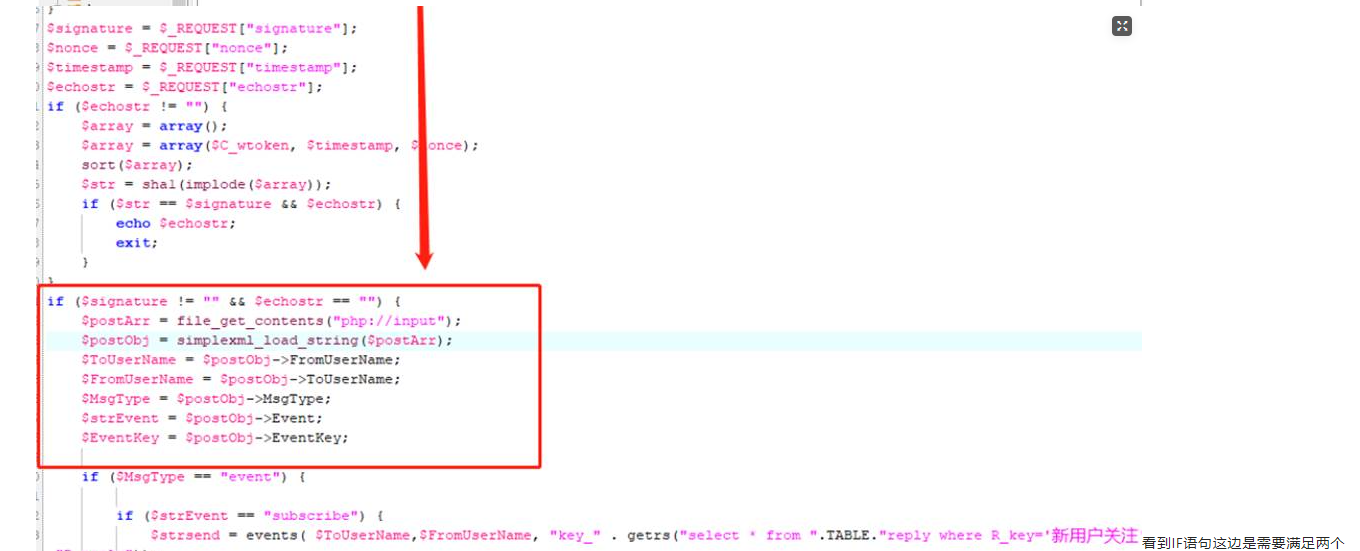 }
$signature = $_REQUEST["signature"];
$nonce = $_REQUEST["nonce"];
$timestamp = $_REQUEST["timestamp"];
$echostr = $_REQUEST["echostr"];
if ($echostr != "") {
$array = array();
$array = array($C_wtoken, $timestamp, $nonce);
sort($array);
$str = sha1(implode($array));
if ($str == $signature && $echostr) {
echo $echostr;
exit;
}
}
if ($signature != "" && $echostr == "") {
$postArr = file_get_contents("php://input");
$postObj = simplexml_load_string($postArr);
$ToUserName = $postObj->FromUserName;
$FromUserName = $postObj->ToUserName;
$MsgType = $postObj->MsgType;
$strEvent = $postObj->Event;
$EventKey = $postObj->EventKey;
if ($MsgType == "event") {
if ($strEvent == "subscribe") {
$strsend = events( $ToUserName,$FromUserName, "key_" . getrs("select * from ".TABLE."reply where R_key='新用户关注
看到IF语句这边是需要满足两个